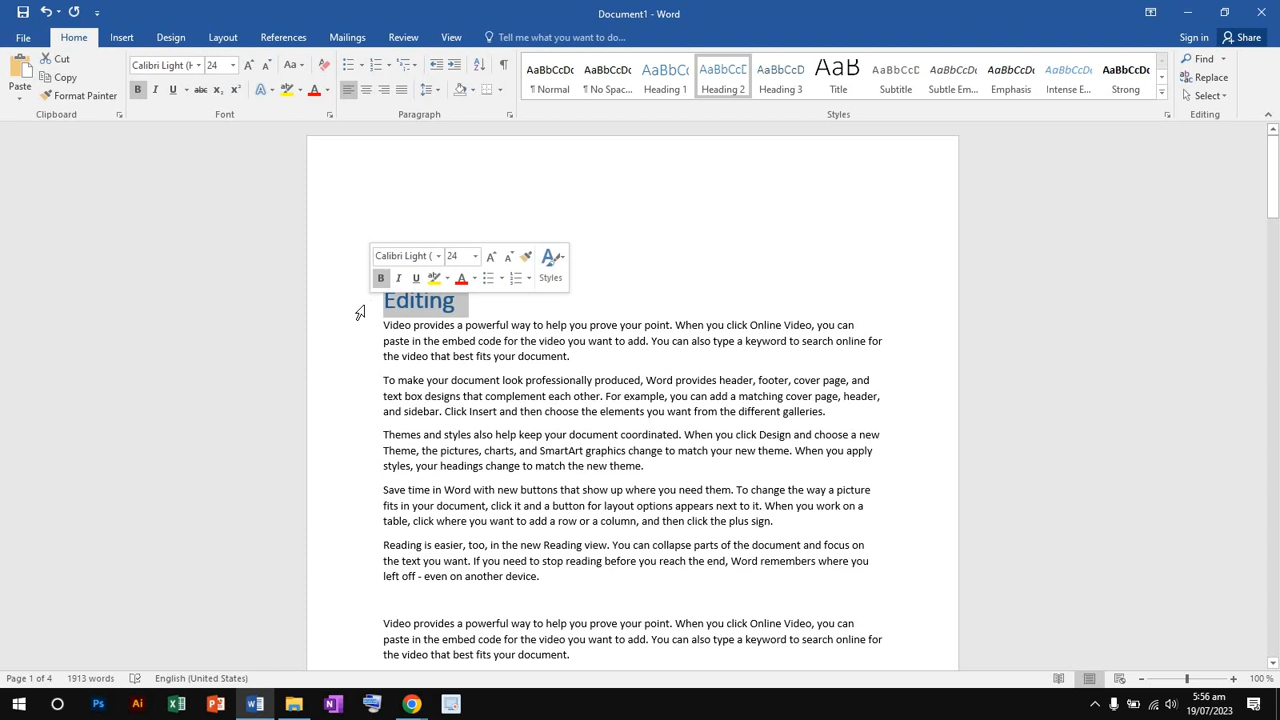 Document1 - Word
Sign in
Share
File
Home
Insert
Design
Layout
References
Mailings
Review
View
Tell me what you want to do...
Paste
Cut
Copy
Format Painter
Clipboard
Calibri Light (H
24
Aa
B I U abc x₂ x²
Font
Paragraph
AaBbCcDc
¶ Normal
AaBbCcDc
¶ No Spac...
AaBbCc
Heading 1
AaBbCcE
Heading 2
AaBbCcD
Heading 3
AaB
Title
AaBbCcD
Subtitle
AaBbCcDc
Subtle Em...
AaBbCcDc
Emphasis
AaBbCcDc
Intense E...
AaBbCcDc
Strong
Styles
Find
Replace
Select
Editing
Calibri Light (
24
B I U
Styles
Editing
Video provides a powerful way to help you prove your point. When you click Online Video, you can
paste in the embed code for the video you want to add. You can also type a keyword to search online for
the video that best fits your document.
To make your document look professionally produced, Word provides header, footer, cover page, and
text box designs that complement each other. For example, you can add a matching cover page, header,
and sidebar. Click Insert and then choose the elements you want from the different galleries.
Themes and styles also help keep your document coordinated. When you click Design and choose a new
Theme, the pictures, charts, and SmartArt graphics change to match your new theme. When you apply
styles, your headings change to match the new theme.
Save time in Word with new buttons that show up where you need them. To change the way a picture
fits in your document, click it and a button for layout options appears next to it. When you work on a
table, click where you want to add a row or a column, and then click the plus sign.
Reading is easier, too, in the new Reading view. You can collapse parts of the document and focus on
the text you want. If you need to stop reading before you reach the end, Word remembers where you
left off - even on another device.
Video provides a powerful way to help you prove your point. When you click Online Video, you can
paste in the embed code for the video you want to add. You can also type a keyword to search online for
the video that best fits your document.
Page 1 of 4
1913 words
English (United States)
100 %
Ps
Ai
5:56 am
19/07/2023